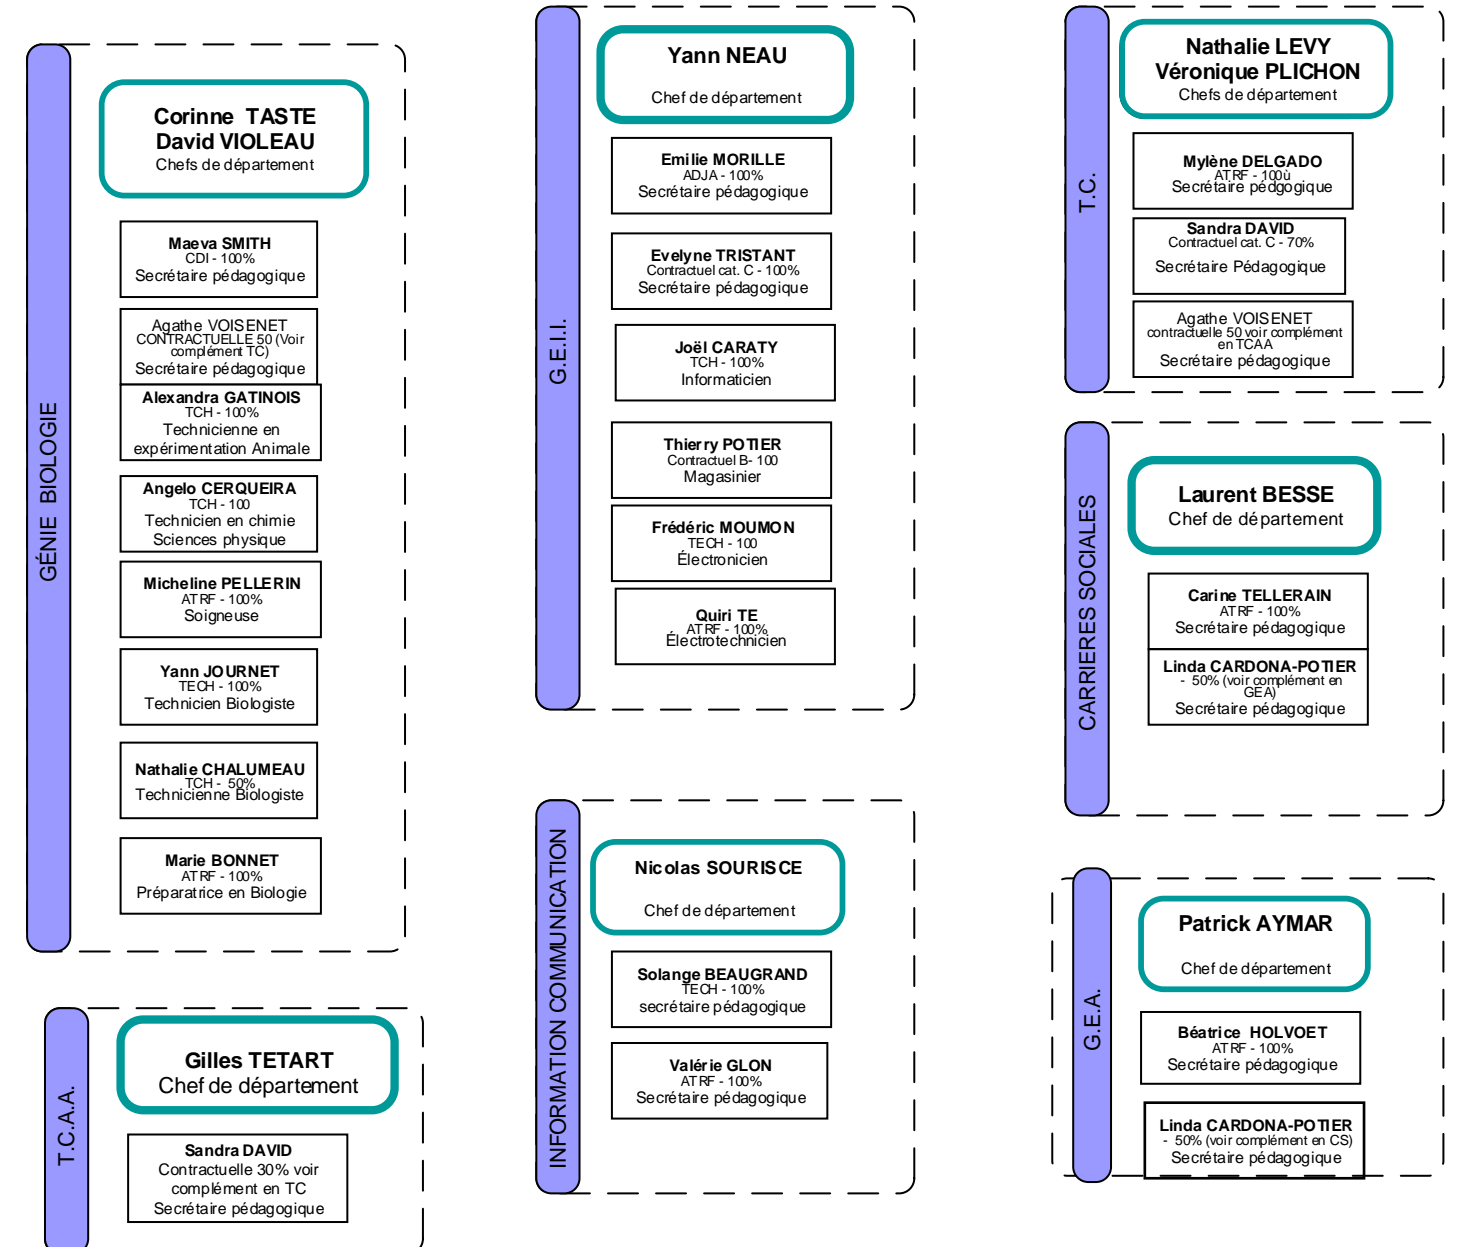 GÉNIE BIOLOGIE
Corinne TASTE
David VIOLEAU
Chefs de département
Maeva SMITH
CDI - 100%
Secrétaire pédagogique
Agathe VOISENET
CONTRACTUELLE 50 (Voir
complément TC)
Secrétaire pédagogique
Alexandra GATINOIS
TCH - 100%
Technicienne en
expérimentation Animale
Angelo CERQUEIRA
TCH - 100
Technicien en chimie
Sciences physique
Micheline PELLERIN
ATRF - 100%
Soigneuse
Yann JOURNET
TECH - 100%
Technicien Biologiste
Nathalie CHALUMEAU
TCH - 50%
Technicienne Biologiste
Marie BONNET
ATRF - 100%
Préparatrice en Biologie
T.C.A.A.
Gilles TETART
Chef de département
Sandra DAVID
Contractuelle 30% voir
complément en TC
Secrétaire pédagogique
G.E.I.I.
Yann NEAU
Chef de département
Emilie MORILLE
ADJA - 100%
Secrétaire pédagogique
Evelyne TRISTANT
Contractuel cat. C - 100%
Secrétaire pédagogique
Joël CARATY
TCH - 100%
Informaticien
Thierry POTIER
Contractuel B- 100
Magasinier
Frédéric MOUMON
TECH - 100
Électronicien
Quiri TE
ATRF - 100%
Électrotechnicien
INFORMATION COMMUNICATION
Nicolas SOURISCE
Chef de département
Solange BEAUGRAND
TECH - 100%
secrétaire pédagogique
Valérie GLON
ATRF - 100%
Secrétaire pédagogique
T.C.
Nathalie LEVY
Véronique PLICHON
Chefs de département
Mylène DELGADO
ATRF - 100ù
Secrétaire pédgogique
Sandra DAVID
Contractuel cat. C - 70%
Secrétaire Pédagogique
Agathe VOISENET
contractuelle 50 voir complément
en TCAA
Secrétaire pédagogique
CARRIERES SOCIALES
Laurent BESSE
Chef de département
Carine TELLERAIN
ATRF - 100%
Secrétaire pédagogique
Linda CARDONA-POTIER
- 50% (voir complément en
GEA)
Secrétaire pédagogique
G.E.A.
Patrick AYMAR
Chef de département
Béatrice HOLVOET
ATRF - 100%
Secrétaire pédagogique
Linda CARDONA-POTIER
- 50% (voir complément en CS)
Secrétaire pédagogique